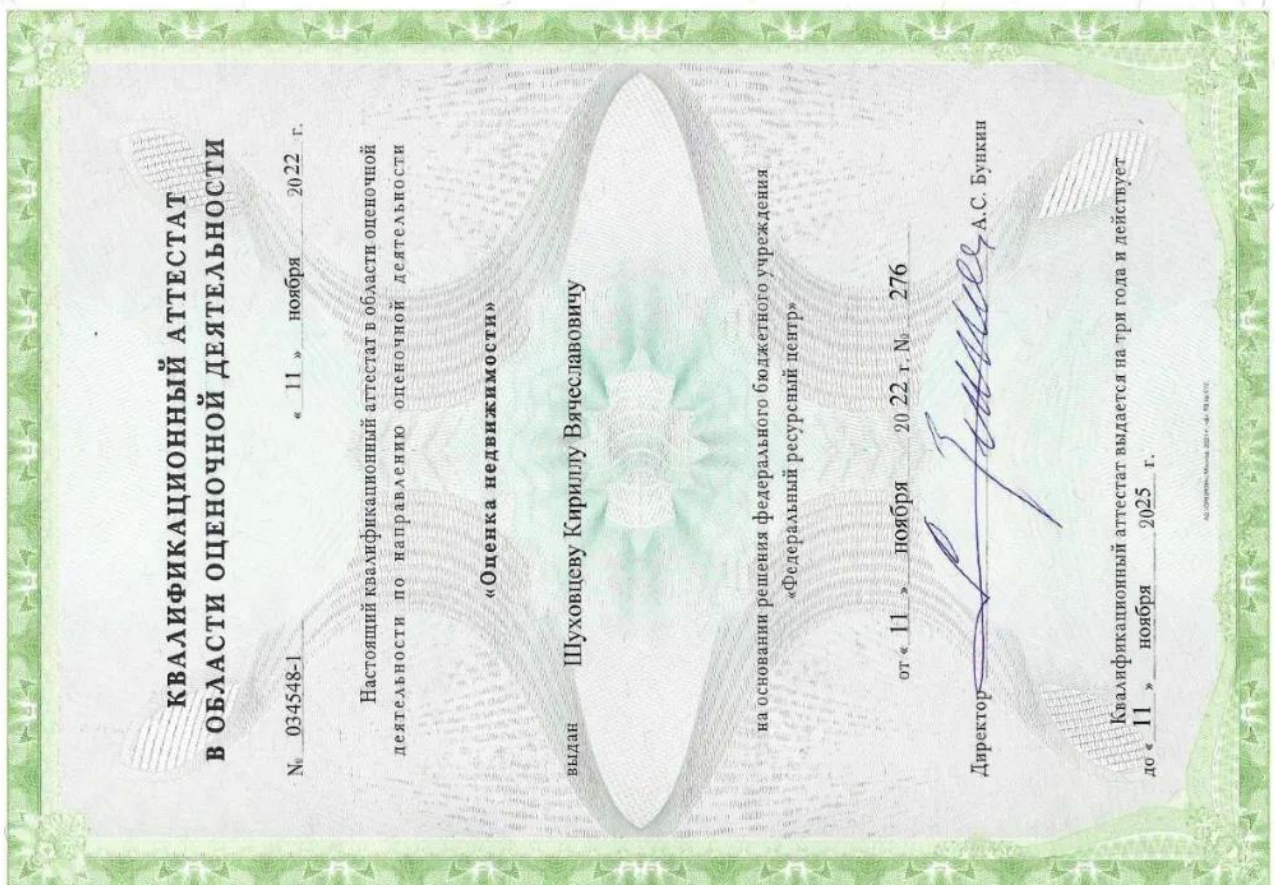 КВАЛИФИКАЦИОННЫЙ АТТЕСТАТ
В ОБЛАСТИ ОЦЕНОЧНОЙ ДЕЯТЕЛЬНОСТИ
№ 034548-1 « 11 » ноября 2022 г.
Настоящий квалификационный аттестат в области оценочной
деятельности по направлению оценочной деятельности
«Оценка недвижимости»
выдан Шуховцеву Кириллу Вячеславовичу
на основании решения федерального бюджетного учреждения
«Федеральный ресурсный центр»
от « 11 » ноября 2022 г. № 276
Директор А.С. Бункин
Квалификационный аттестат выдается на три года и действует
до « 11 » ноября 2025 г.